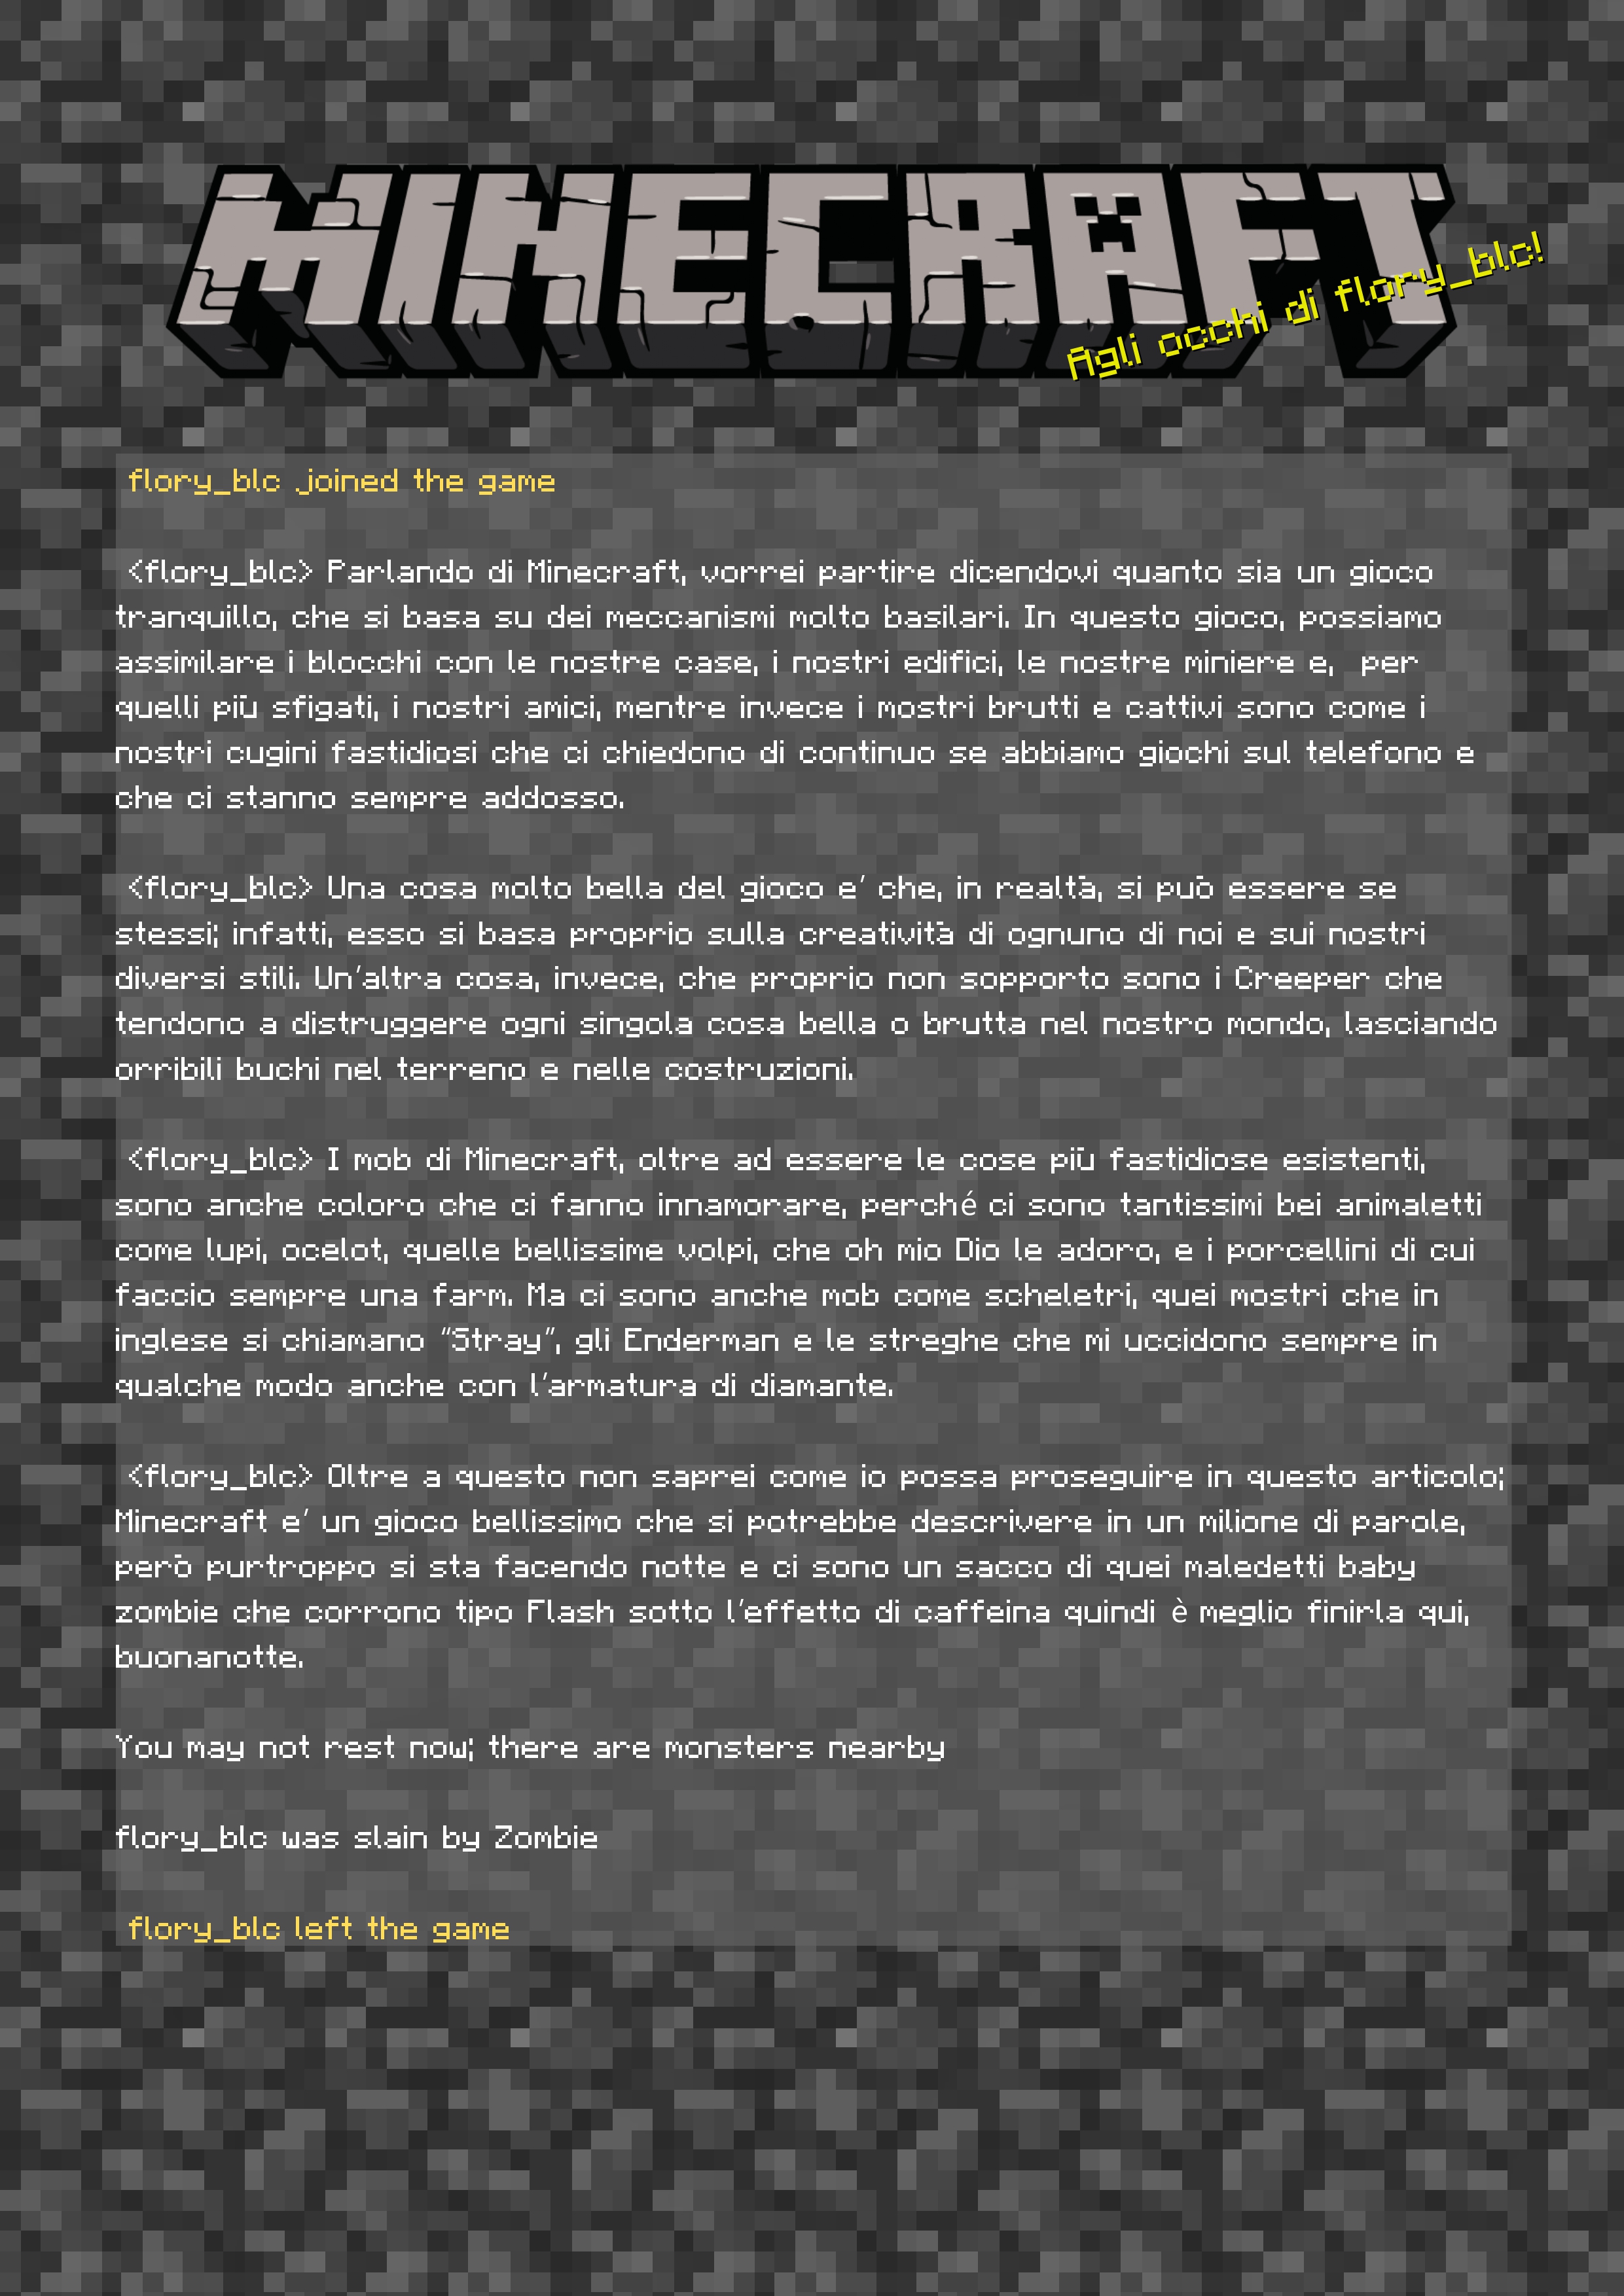 MINECRAFT
Agli occhi di flory_blc!
flory_blc joined the game
<flory_blc> Parlando di Minecraft, vorrei partire dicendovi quanto sia un gioco
tranquillo, che si basa su dei meccanismi molto basilari. In questo gioco, possiamo
assimilare i blocchi con le nostre case, i nostri edifici, le nostre miniere e,  per
quelli più sfigati, i nostri amici, mentre invece i mostri brutti e cattivi sono come i
nostri cugini fastidiosi che ci chiedono di continuo se abbiamo giochi sul telefono e
che ci stanno sempre addosso.
<flory_blc> Una cosa molto bella del gioco e' che, in realtà, si può essere se
stessi; infatti, esso si basa proprio sulla creatività di ognuno di noi e sui nostri
diversi stili. Un'altra cosa, invece, che proprio non sopporto sono i Creeper che
tendono a distruggere ogni singola cosa bella o brutta nel nostro mondo, lasciando
orribili buchi nel terreno e nelle costruzioni.
<flory_blc> I mob di Minecraft, oltre ad essere le cose più fastidiose esistenti,
sono anche coloro che ci fanno innamorare, perché ci sono tantissimi bei animaletti
come lupi, ocelot, quelle bellissime volpi, che oh mio Dio le adoro, e i porcellini di cui
faccio sempre una farm. Ma ci sono anche mob come scheletri, quei mostri che in
inglese si chiamano "Stray", gli Enderman e le streghe che mi uccidono sempre in
qualche modo anche con l'armatura di diamante.
<flory_blc> Oltre a questo non saprei come io possa proseguire in questo articolo;
Minecraft e' un gioco bellissimo che si potrebbe descrivere in un milione di parole,
però purtroppo si sta facendo notte e ci sono un sacco di quei maledetti baby
zombie che corrono tipo Flash sotto l'effetto di caffeina quindi è meglio finirla qui,
buonanotte.
You may not rest now; there are monsters nearby
flory_blc was slain by Zombie
flory_blc left the game